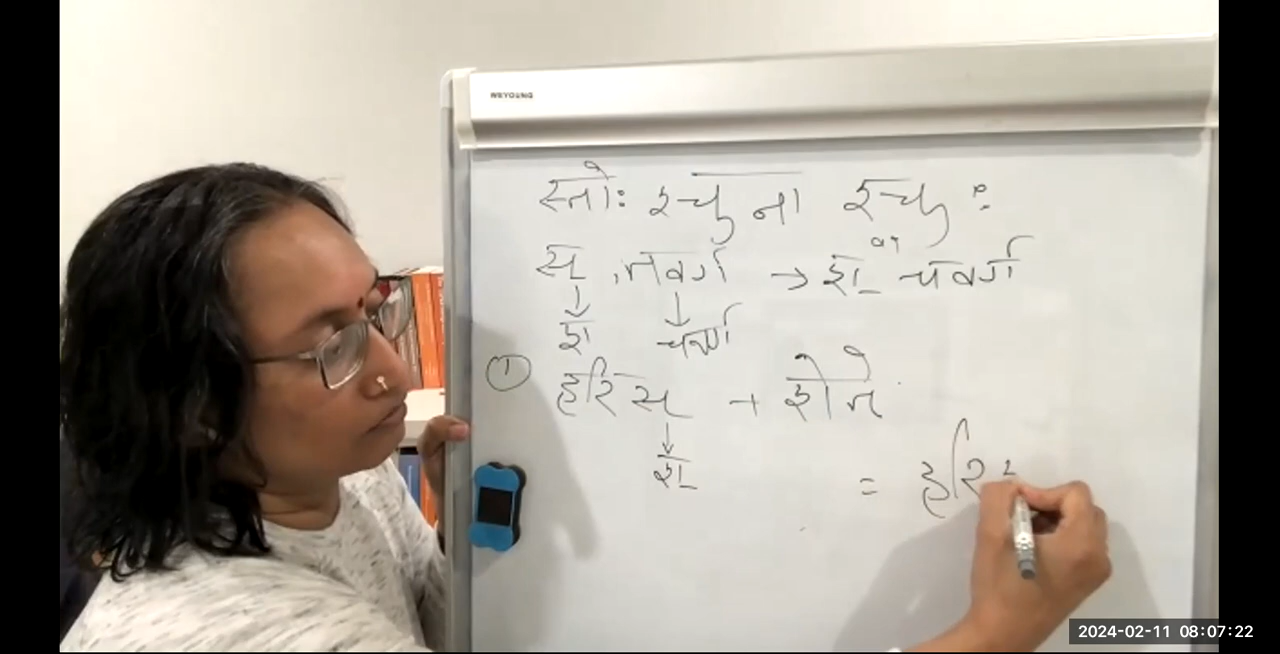 WEYOUNG
स्तोः श्चुना श्चुः
स् , तवर्ग → श् चवर्ग
श् चवर्ग
① हरिस् + शेते
श्
= हरि
2024-02-11 08:07:22